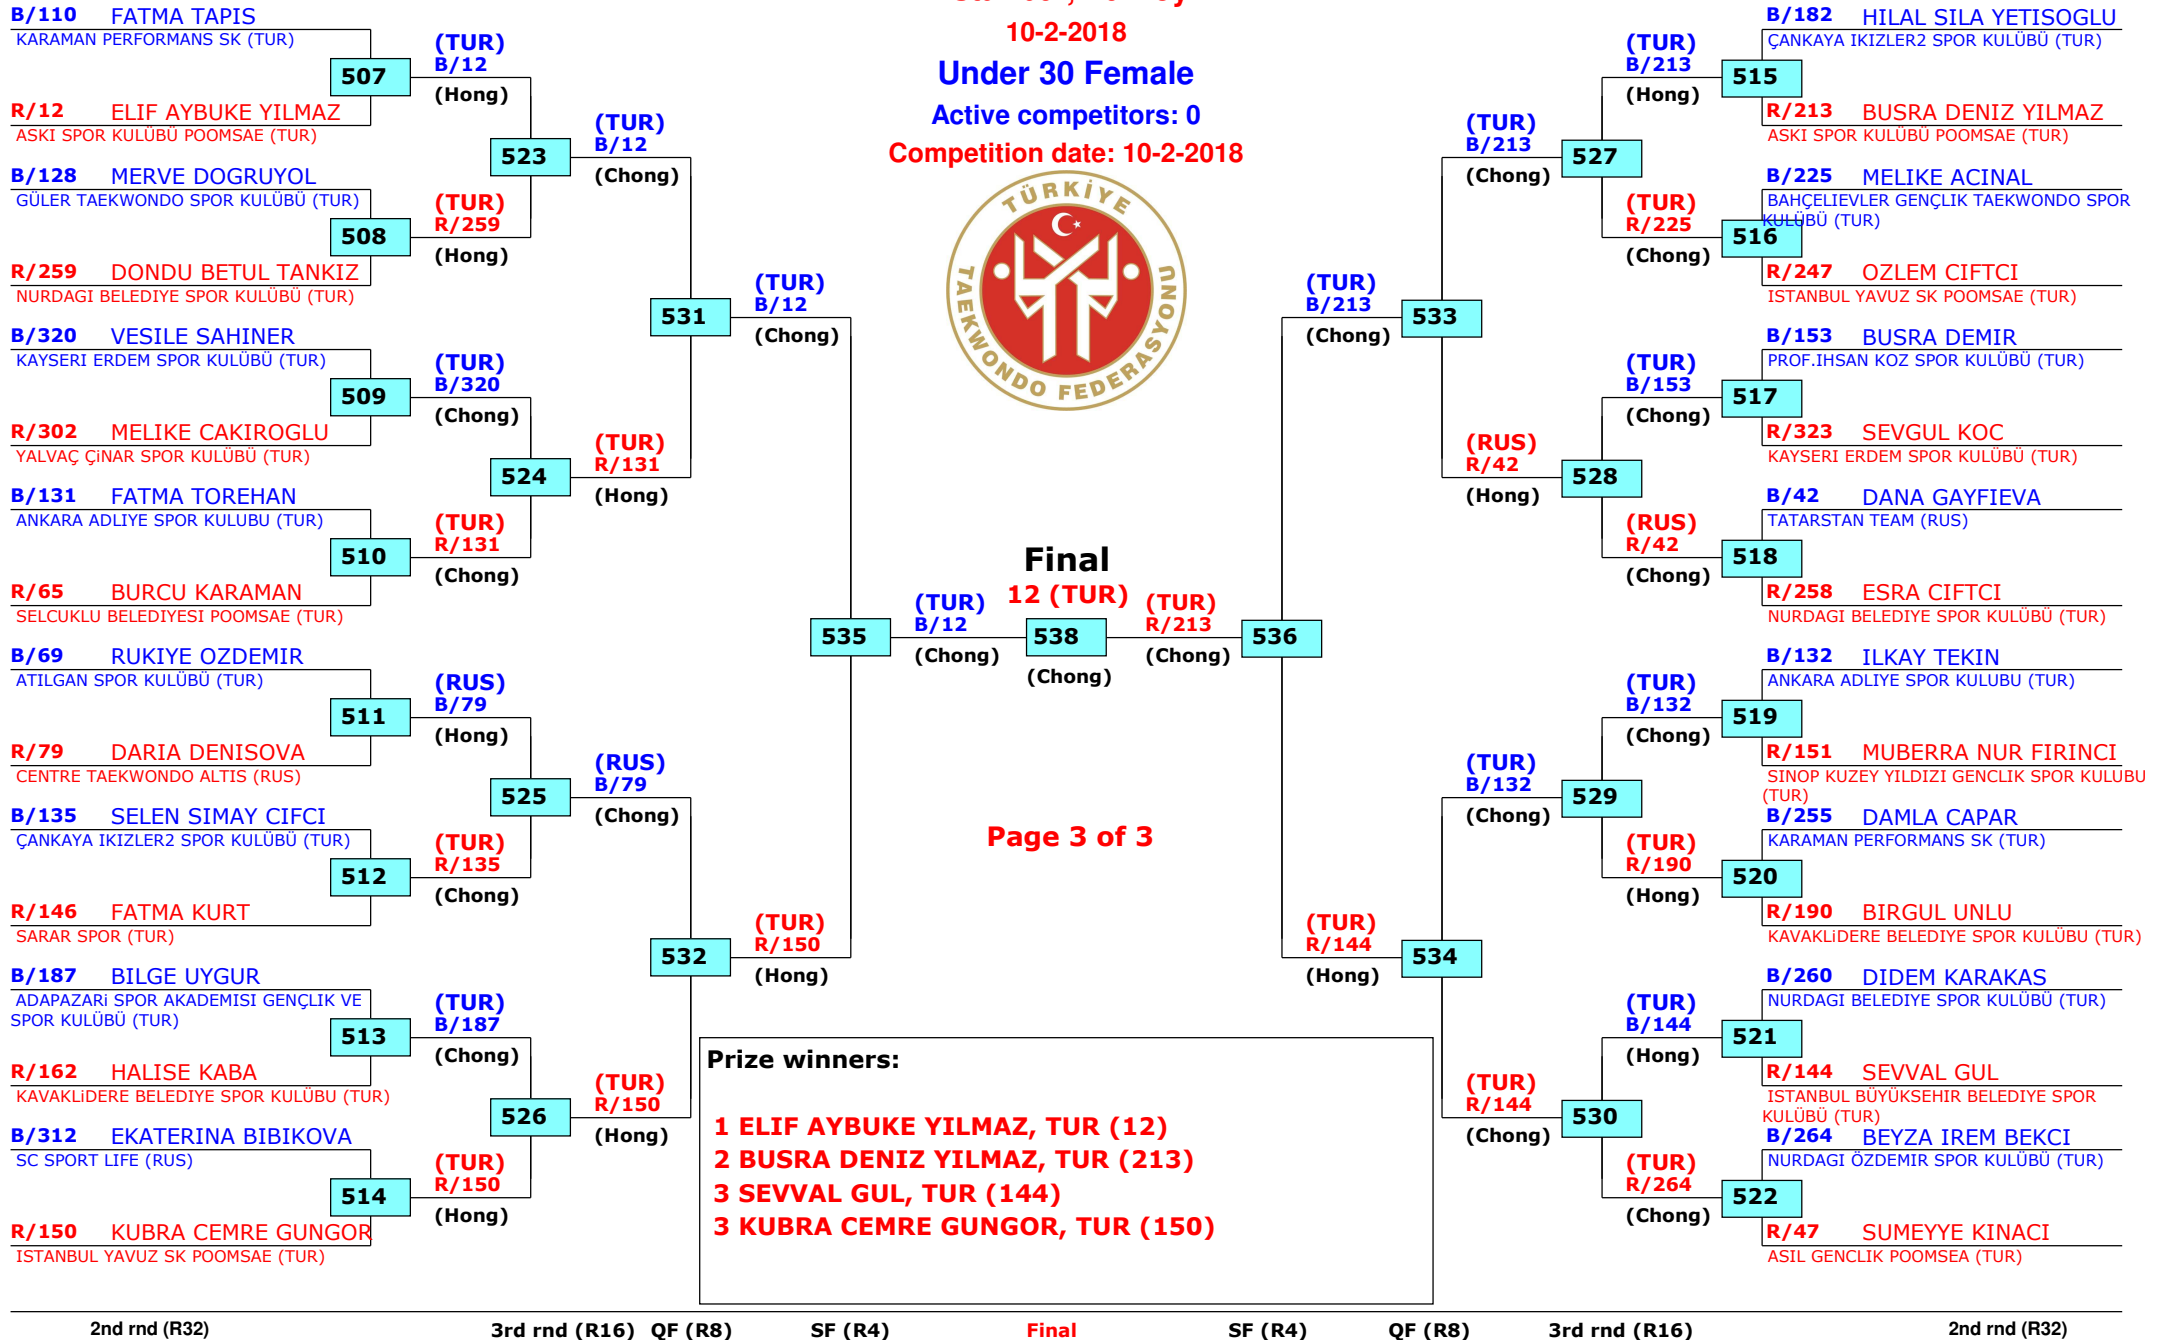 10-2-2018
Under 30 Female
Active competitors: 0
Competition date: 10-2-2018
TÜRKİYE
TAEKWONDO FEDERASYONU
B/110 FATMA TAPIS
KARAMAN PERFORMANS SK (TUR)
507
R/12 ELIF AYBUKE YILMAZ
ASKI SPOR KULÜBÜ POOMSAE (TUR)
B/128 MERVE DOGRUYOL
GÜLER TAEKWONDO SPOR KULÜBÜ (TUR)
508
R/259 DONDU BETUL TANKIZ
NURDAGI BELEDIYE SPOR KULÜBÜ (TUR)
B/320 VESILE SAHINER
KAYSERI ERDEM SPOR KULÜBÜ (TUR)
509
R/302 MELIKE CAKIROGLU
YALVAÇ ÇiNAR SPOR KULÜBÜ (TUR)
B/131 FATMA TOREHAN
ANKARA ADLIYE SPOR KULUBU (TUR)
510
R/65 BURCU KARAMAN
SELCUKLU BELEDIYESI POOMSAE (TUR)
B/69 RUKIYE OZDEMIR
ATILGAN SPOR KULÜBÜ (TUR)
511
R/79 DARIA DENISOVA
CENTRE TAEKWONDO ALTIS (RUS)
B/135 SELEN SIMAY CIFCI
ÇANKAYA IKIZLER2 SPOR KULÜBÜ (TUR)
512
R/146 FATMA KURT
SARAR SPOR (TUR)
B/187 BILGE UYGUR
ADAPAZARi SPOR AKADEMISI GENÇLIK VE
SPOR KULÜBÜ (TUR)
513
R/162 HALISE KABA
KAVAKLiDERE BELEDIYE SPOR KULÜBU (TUR)
B/312 EKATERINA BIBIKOVA
SC SPORT LIFE (RUS)
514
R/150 KUBRA CEMRE GUNGOR
ISTANBUL YAVUZ SK POOMSAE (TUR)
(TUR)
B/12
(Hong)
523
(TUR)
R/259
(Hong)
(TUR)
B/320
(Chong)
524
(TUR)
R/131
(Chong)
(RUS)
B/79
(Hong)
525
(TUR)
R/135
(Chong)
(TUR)
B/187
(Chong)
526
(TUR)
R/150
(Hong)
(TUR)
B/12
(Chong)
531
(TUR)
R/131
(Hong)
(RUS)
B/79
(Chong)
532
(TUR)
R/150
(Hong)
(TUR)
B/12
(Chong)
535
(TUR)
R/150
(Hong)
(TUR)
B/12
(Chong)
Final
12 (TUR)
538
(Chong)
(TUR)
R/213
(Chong)
Page 3 of 3
(TUR)
B/213
(Chong)
536
(TUR)
R/144
(Hong)
(TUR)
B/213
(Chong)
533
(RUS)
R/42
(Hong)
(TUR)
B/132
(Chong)
534
(TUR)
R/144
(Chong)
(TUR)
B/213
(Hong)
527
(TUR)
R/225
(Chong)
(TUR)
B/153
(Chong)
528
(RUS)
R/42
(Chong)
(TUR)
B/132
(Chong)
529
(TUR)
R/190
(Hong)
(TUR)
B/144
(Hong)
530
(TUR)
R/264
(Chong)
B/182 HILAL SILA YETISOGLU
ÇANKAYA IKIZLER2 SPOR KULÜBÜ (TUR)
515
R/213 BUSRA DENIZ YILMAZ
ASKI SPOR KULÜBÜ POOMSAE (TUR)
B/225 MELIKE ACINAL
BAHÇELIEVLER GENÇLIK TAEKWONDO SPOR
KULÜBÜ (TUR)
516
R/247 OZLEM CIFTCI
ISTANBUL YAVUZ SK POOMSAE (TUR)
B/153 BUSRA DEMIR
PROF.IHSAN KOZ SPOR KULÜBÜ (TUR)
517
R/323 SEVGUL KOC
KAYSERI ERDEM SPOR KULÜBÜ (TUR)
B/42 DANA GAYFIEVA
TATARSTAN TEAM (RUS)
518
R/258 ESRA CIFTCI
NURDAGI BELEDIYE SPOR KULÜBÜ (TUR)
B/132 ILKAY TEKIN
ANKARA ADLIYE SPOR KULUBU (TUR)
519
R/151 MUBERRA NUR FIRINCI
SINOP KUZEY YILDIZI GENCLIK SPOR KULUBU
(TUR)
B/255 DAMLA CAPAR
KARAMAN PERFORMANS SK (TUR)
520
R/190 BIRGUL UNLU
KAVAKLiDERE BELEDIYE SPOR KULÜBU (TUR)
B/260 DIDEM KARAKAS
NURDAGI BELEDIYE SPOR KULÜBÜ (TUR)
521
R/144 SEVVAL GUL
ISTANBUL BÜYÜKSEHIR BELEDIYE SPOR
KULÜBÜ (TUR)
B/264 BEYZA IREM BEKCI
NURDAGI ÖZDEMIR SPOR KULÜBÜ (TUR)
522
R/47 SUMEYYE KINACI
ASIL GENCLIK POOMSEA (TUR)
Prize winners:
1 ELIF AYBUKE YILMAZ, TUR (12)
2 BUSRA DENIZ YILMAZ, TUR (213)
3 SEVVAL GUL, TUR (144)
3 KUBRA CEMRE GUNGOR, TUR (150)
2nd rnd (R32) 3rd rnd (R16) QF (R8) SF (R4) Final SF (R4) QF (R8) 3rd rnd (R16) 2nd rnd (R32)